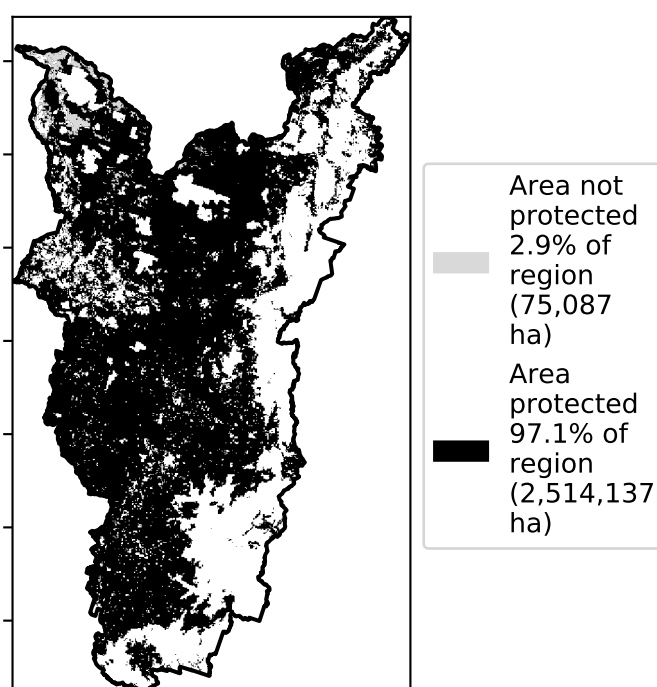 Area not
protected
2.9% of
region
(75,087
ha)
Area
protected
97.1% of
region
(2,514,137
ha)